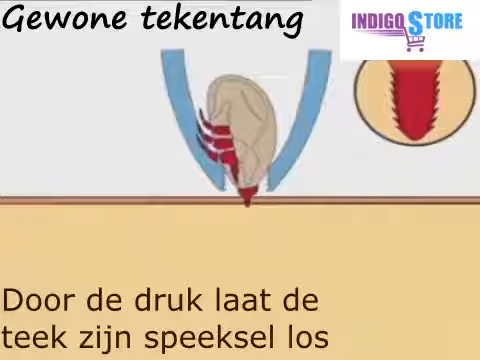 Gewone tekentang
INDIGO STORE
Door de druk laat de
teek zijn speeksel los